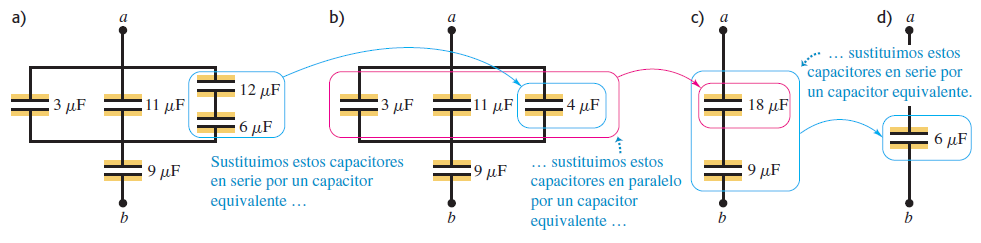 a)
a
3 μF
11 μF
12 μF
6 μF
9 μF
b
Sustituimos estos capacitores
en serie por un capacitor
equivalente ...
b)
a
3 μF
11 μF
4 μF
9 μF
b
... sustituimos estos
capacitores en paralelo
por un capacitor
equivalente ...
c)
a
18 μF
9 μF
b
d)
a
... sustituimos estos
capacitores en serie por
un capacitor equivalente.
6 μF
b